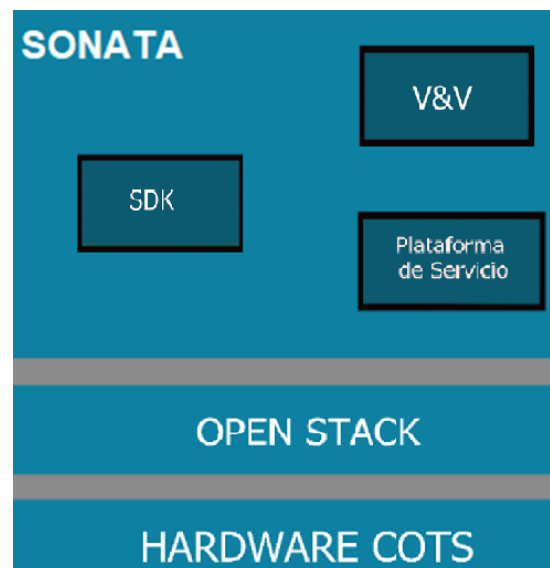 SONATA
V&V
SDK
Plataforma
de Servicio
OPEN STACK
HARDWARE COTS